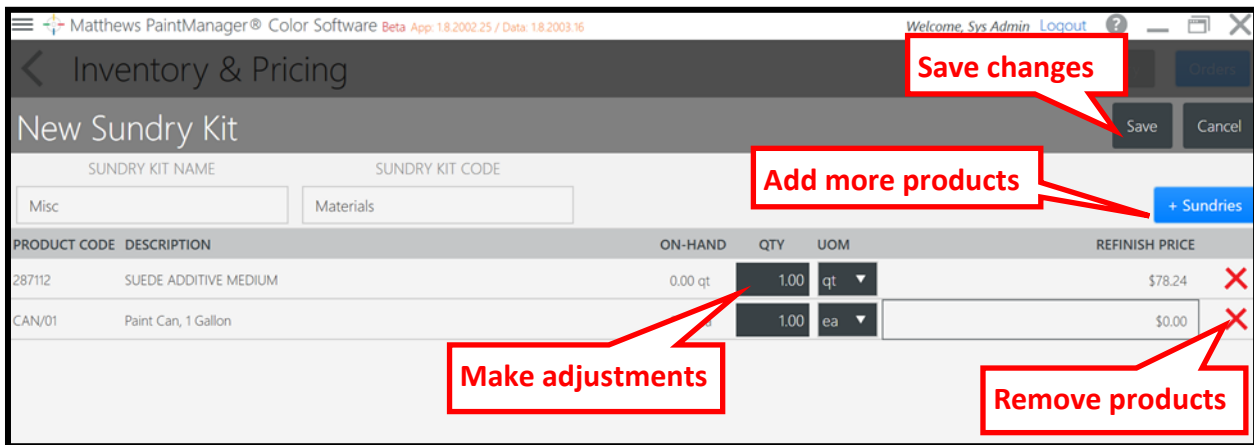 Matthews PaintManager® Color Software Beta App: 1.8.2002.25 / Data: 1.8.2003.16 Welcome, Sys Admin Logout ?
Inventory & Pricing Orders
Save changes
New Sundry Kit Save Cancel
SUNDRY KIT NAME SUNDRY KIT CODE
Add more products
Misc Materials + Sundries
PRODUCT CODE DESCRIPTION ON-HAND QTY UOM REFINISH PRICE
287112 SUEDE ADDITIVE MEDIUM 0.00 qt 1.00 qt $78.24
CAN/01 Paint Can, 1 Gallon 1.00 ea $0.00
Make adjustments
Remove products